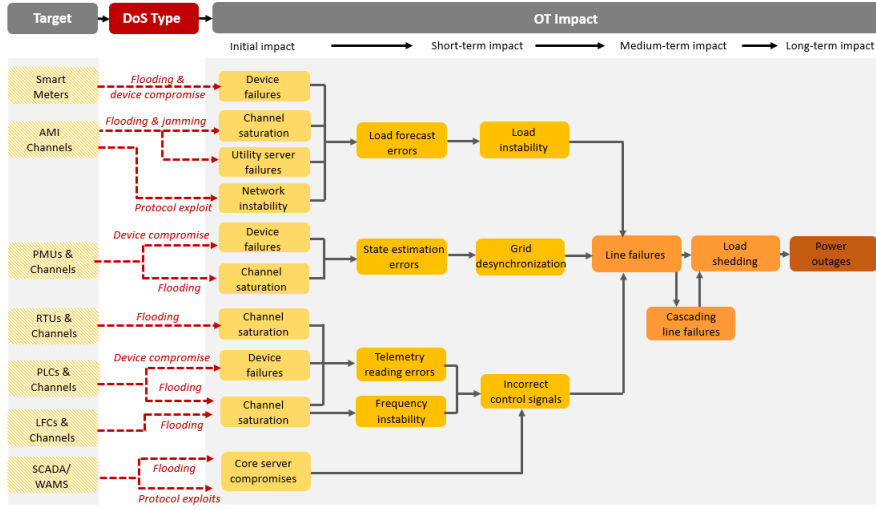 Target
DoS Type
OT Impact
Initial impact
Short-term impact
Medium-term impact
Long-term impact
Smart
Meters
Flooding &
device compromise
Device
failures
AMI
Channels
Flooding & jamming
Channel
saturation
Utility server
failures
Protocol exploit
Network
instability
Load forecast
errors
Load
instability
PMUs &
Channels
Device compromise
Flooding
Device
failures
Channel
saturation
State estimation
errors
Grid
desynchronization
Line failures
Load
shedding
Power
outages
Cascading
line failures
RTUs &
Channels
Flooding
Channel
saturation
PLCs &
Channels
Device compromise
Flooding
Device
failures
Telemetry
reading errors
LFCs &
Channels
Flooding
Channel
saturation
Frequency
instability
Incorrect
control signals
SCADA/
WAMS
Flooding
Protocol exploits
Core server
compromises